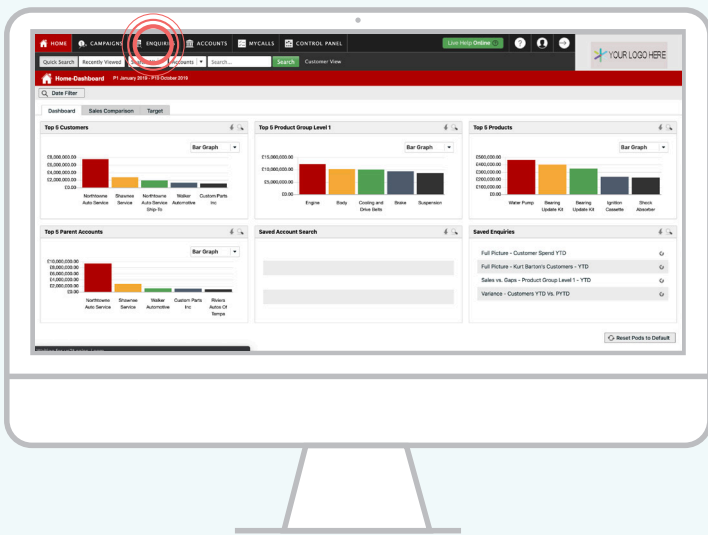 HOME CAMPAIGNS ENQUIRIES ACCOUNTS MYCALLS CONTROL PANEL Live Help Online
YOUR LOGO HERE
Quick Search Recently Viewed Accounts Search... Search Customer View
Home-Dashboard P1 January 2019 - P10 October 2019
Date Filter
Dashboard Sales Comparison Target
Top 5 Customers
Bar Graph
£8,000,000.00
£6,000,000.00
£4,000,000.00
£2,000,000.00
£0.00
Northtowne Auto Service
Shawnee Service
Northtowne Auto Service Ship-To
Walker Automotive
Custom Parts Inc
Top 5 Product Group Level 1
Bar Graph
£15,000,000.00
£10,000,000.00
£5,000,000.00
£0.00
Engine
Body
Cooling and Drive Belts
Brake
Suspension
Top 5 Products
Bar Graph
£500,000.00
£400,000.00
£300,000.00
£200,000.00
£100,000.00
£0.00
Water Pump
Bearing Update Kit
Bearing Update Kit
Ignition Cassette
Shock Absorber
Top 5 Parent Accounts
Bar Graph
£10,000,000.00
£8,000,000.00
£6,000,000.00
£4,000,000.00
£2,000,000.00
£0.00
Northtowne Auto Service
Shawnee Service
Walker Automotive
Custom Parts Inc
Riviera Autos Of Temps
Saved Account Search
Saved Enquiries
Full Picture - Customer Spend YTD
Full Picture - Kurt Barton's Customers - YTD
Sales vs. Gaps - Product Group Level 1 - YTD
Variance - Customers YTD Vs. PYTD
Reset Pods to Default